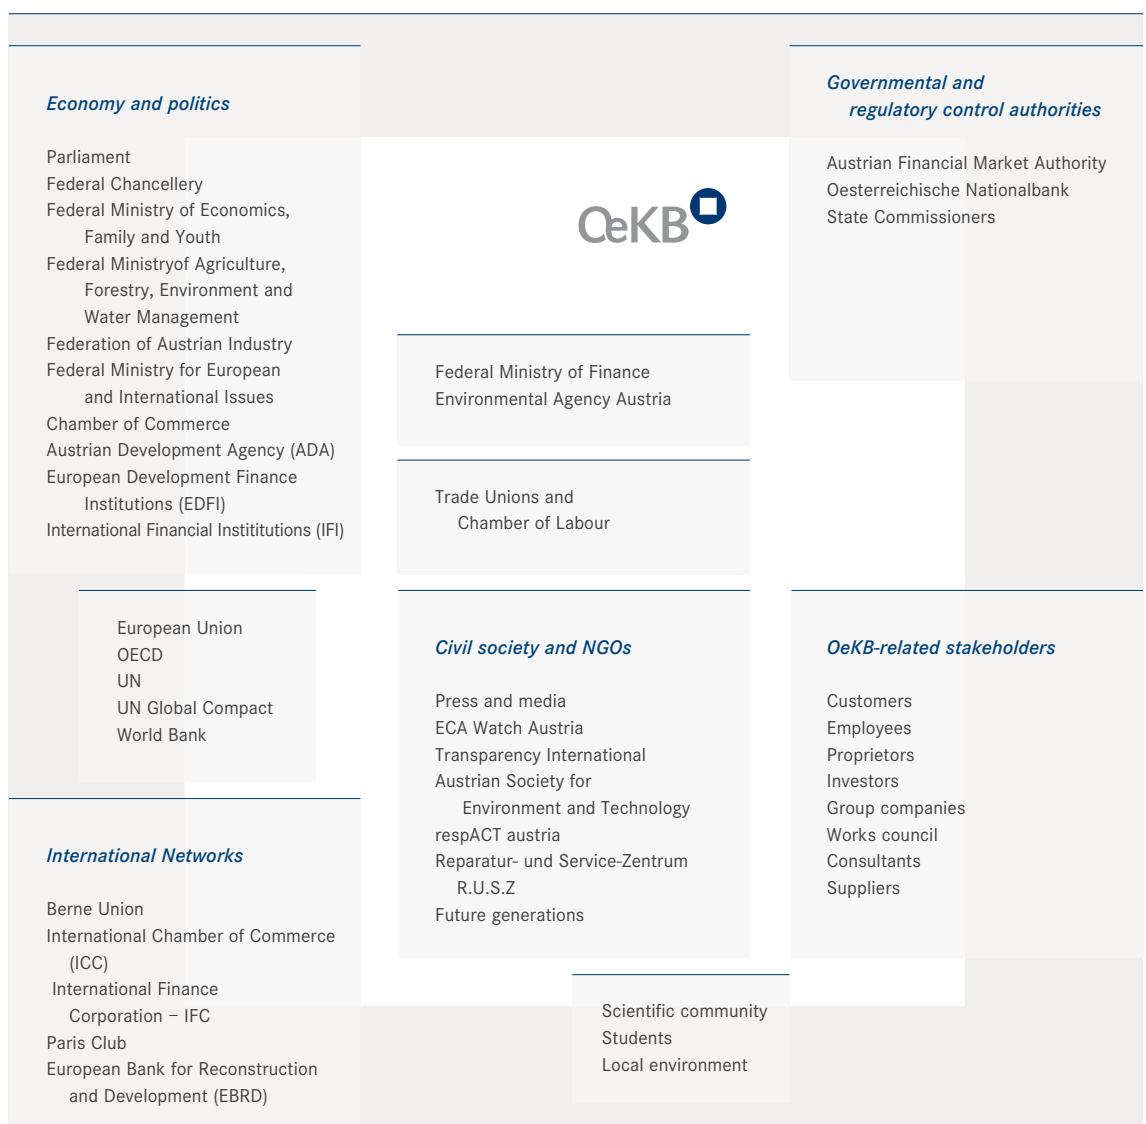 Economy and politics
Parliament
Federal Chancellery
Federal Ministry of Economics,
Family and Youth
Federal Ministryof Agriculture,
Forestry, Environment and
Water Management
Federation of Austrian Industry
Federal Ministry for European
and International Issues
Chamber of Commerce
Austrian Development Agency (ADA)
European Development Finance
Institutions (EDFI)
International Financial Instititutions (IFI)
OeKB
Governmental and
regulatory control authorities
Austrian Financial Market Authority
Oesterreichische Nationalbank
State Commissioners
Federal Ministry of Finance
Environmental Agency Austria
Trade Unions and
Chamber of Labour
European Union
OECD
UN
UN Global Compact
World Bank
Civil society and NGOs
Press and media
ECA Watch Austria
Transparency International
Austrian Society for
Environment and Technology
respACT austria
Reparatur- und Service-Zentrum
R.U.S.Z
Future generations
OeKB-related stakeholders
Customers
Employees
Proprietors
Investors
Group companies
Works council
Consultants
Suppliers
International Networks
Berne Union
International Chamber of Commerce
(ICC)
International Finance
Corporation – IFC
Paris Club
European Bank for Reconstruction
and Development (EBRD)
Scientific community
Students
Local environment